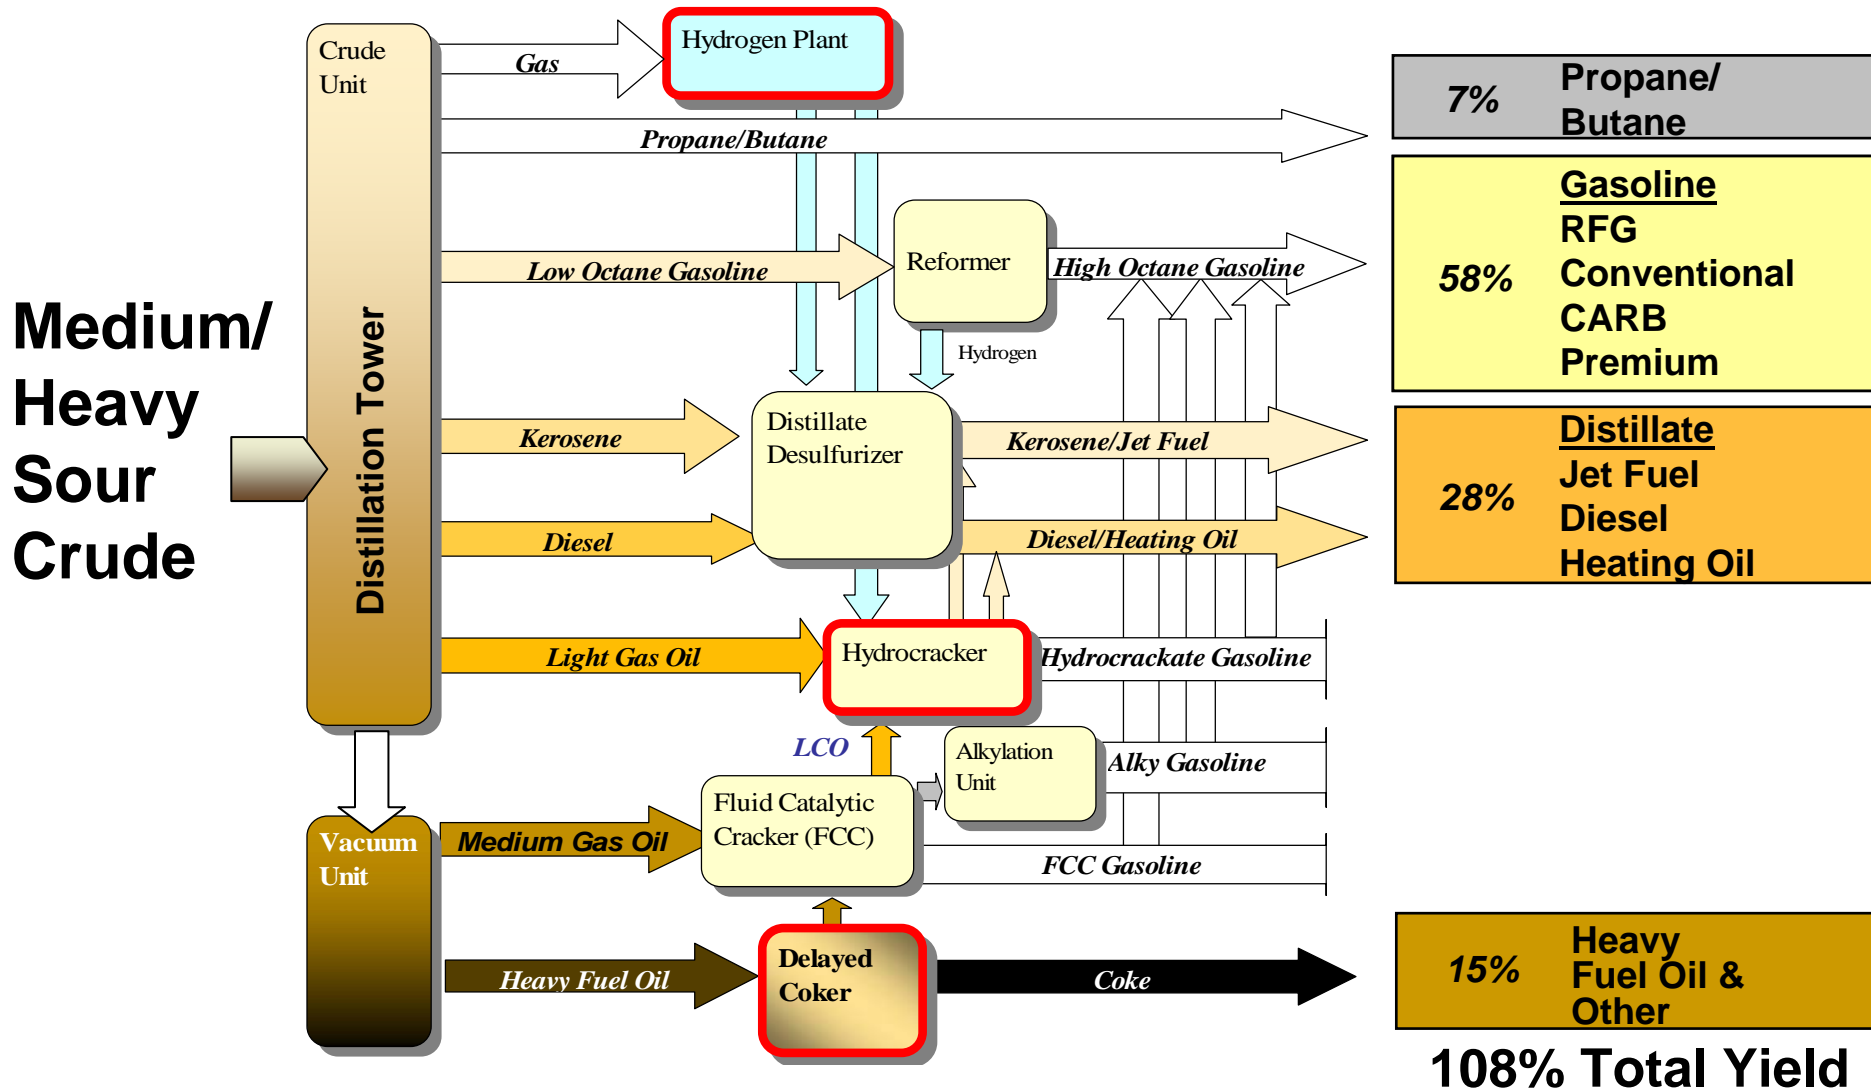 Medium/
Heavy
Sour
Crude
Crude
Unit
Distillation Tower
Vacuum
Unit
Gas
Hydrogen Plant
Propane/Butane
Low Octane Gasoline
Reformer
High Octane Gasoline
Hydrogen
Kerosene
Distillate
Desulfurizer
Kerosene/Jet Fuel
Diesel
Diesel/Heating Oil
Light Gas Oil
Hydrocracker
Hydrocrackate Gasoline
LCO
Alkylation
Unit
Alky Gasoline
Medium Gas Oil
Fluid Catalytic
Cracker (FCC)
FCC Gasoline
Heavy Fuel Oil
Delayed
Coker
Coke
7%
Propane/
Butane
58%
Gasoline
RFG
Conventional
CARB
Premium
28%
Distillate
Jet Fuel
Diesel
Heating Oil
15%
Heavy
Fuel Oil &
Other
108% Total Yield